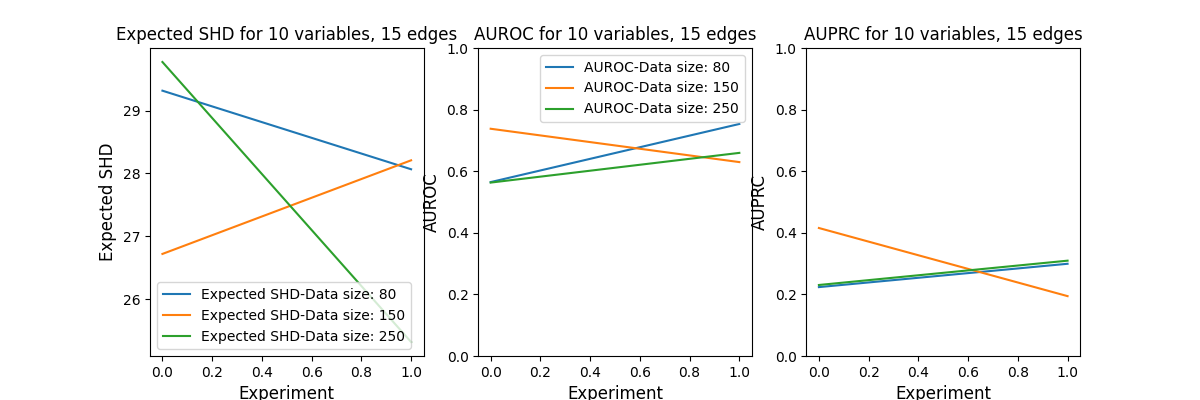 Expected SHD for 10 variables, 15 edges
Expected SHD
29
28
27
26
Expected SHD-Data size: 80
Expected SHD-Data size: 150
Expected SHD-Data size: 250
0.0 0.2 0.4 0.6 0.8 1.0
Experiment
AUROC for 10 variables, 15 edges
AUROC
1.0
0.8
0.6
0.4
0.2
0.0
AUROC-Data size: 80
AUROC-Data size: 150
AUROC-Data size: 250
0.0 0.2 0.4 0.6 0.8 1.0
Experiment
AUPRC for 10 variables, 15 edges
AUPRC
1.0
0.8
0.6
0.4
0.2
0.0
0.0 0.2 0.4 0.6 0.8 1.0
Experiment